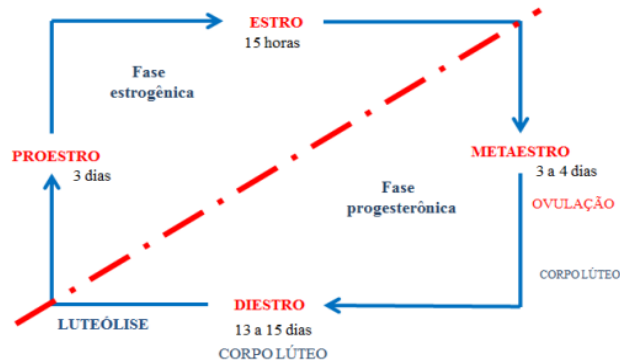 ESTRO
15 horas
Fase
estrogênica
PROESTRO
3 dias
METAESTRO
3 a 4 dias
Fase
progesterônica
OVULAÇÃO
CORPO LÚTEO
DIESTRO
LUTEÓLISE
13 a 15 dias
CORPO LÚTEO